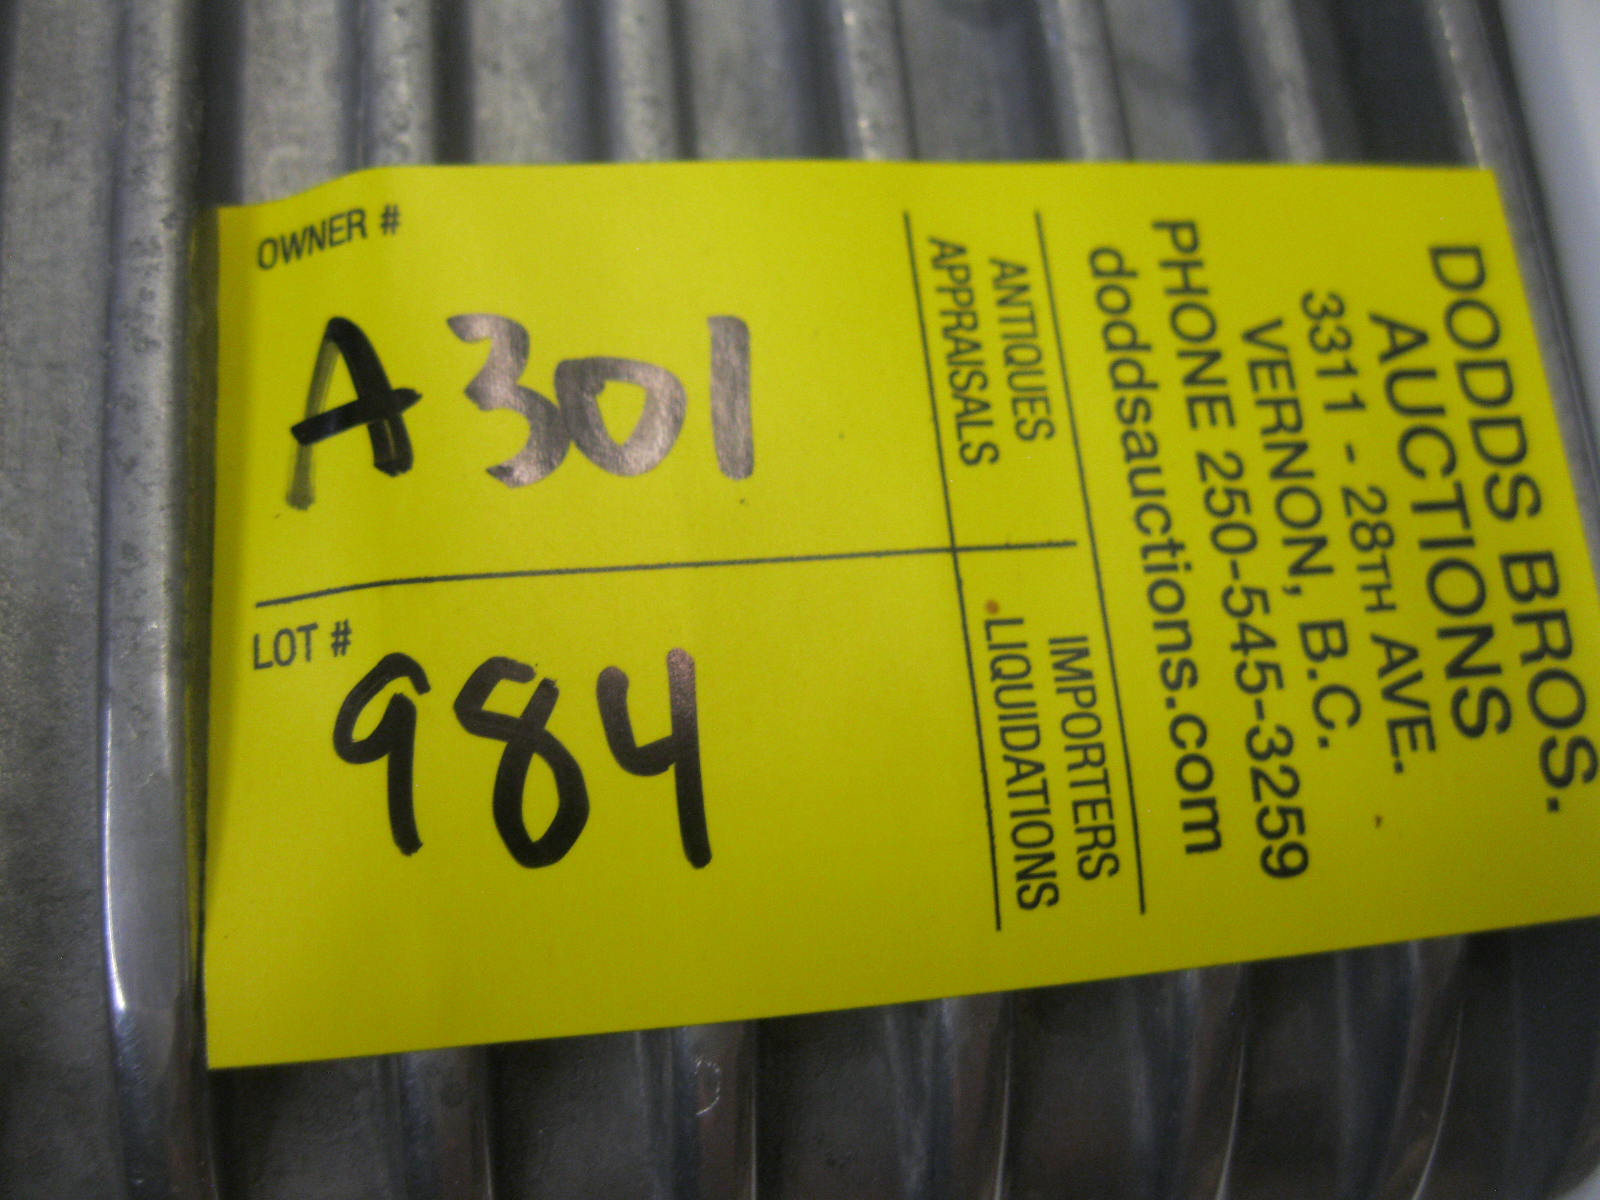 DODDS BROS.
AUCTIONS
3311 - 28TH AVE.
VERNON, B.C.
PHONE 250-545-3259
doddsauctions.com
ANTIQUES
APPRAISALS
IMPORTERS
LIQUIDATIONS
OWNER #
A301
LOT #
984